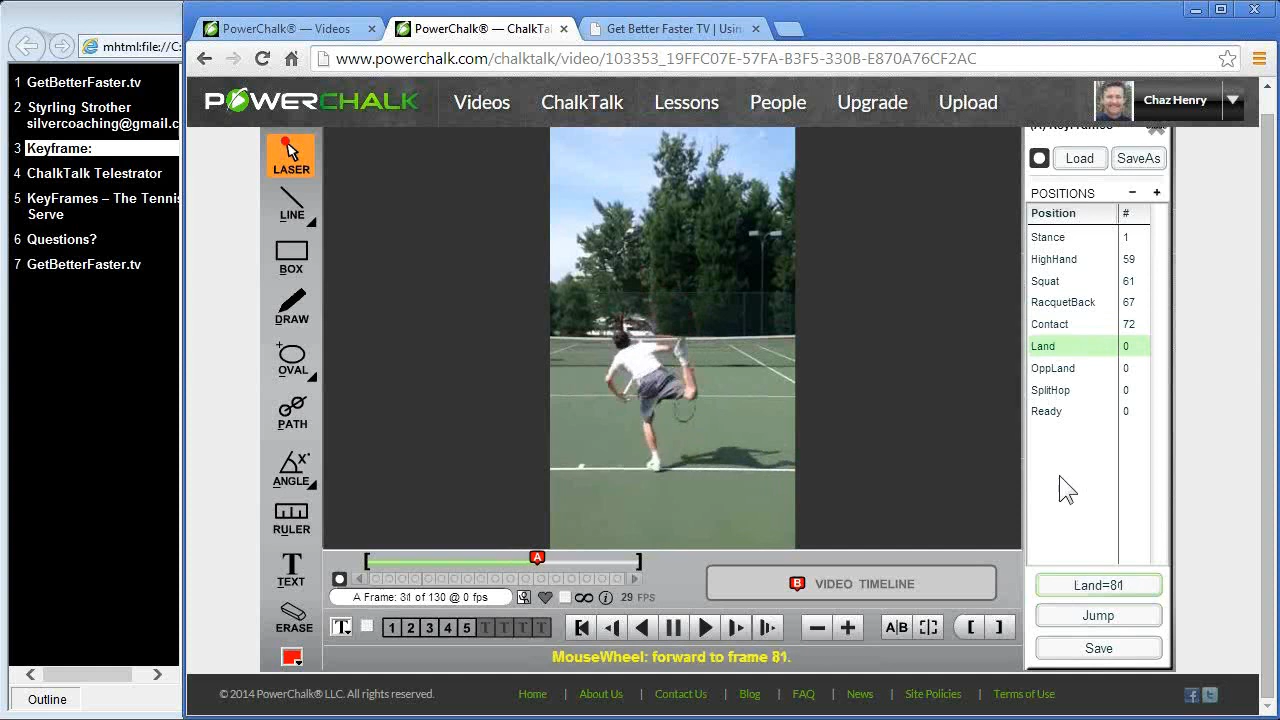 mhtml:file://C:
1 GetBetterFaster.tv
2 Styrling Strother
silvercoaching@gmail.c
3 Keyframe:
4 ChalkTalk Telestrator
5 KeyFrames – The Tennis
Serve
6 Questions?
7 GetBetterFaster.tv
Outline
PowerChalk® — Videos
PowerChalk® — ChalkTal
Get Better Faster TV | Usin
www.powerchalk.com/chalktalk/video/103353_19FFC07E-57FA-B3F5-330B-E870A76CF2AC
POWERCHALK
Videos
ChalkTalk
Lessons
People
Upgrade
Upload
Chaz Henry
LASER
LINE
BOX
DRAW
OVAL
PATH
ANGLE
RULER
TEXT
ERASE
Load
SaveAs
POSITIONS - +
Position #
Stance 1
HighHand 59
Squat 61
RacquetBack 67
Contact 72
Land 0
OppLand 0
SplitHop 0
Ready 0
Land=81
Jump
Save
A
A Frame: 81 of 130 @ 0 fps
29 FPS
B VIDEO TIMELINE
T 1 2 3 4 5 T T T T
A|B
MouseWheel: forward to frame 81.
© 2014 PowerChalk® LLC. All rights reserved.
Home | About Us | Contact Us | Blog | FAQ | News | Site Policies | Terms of Use